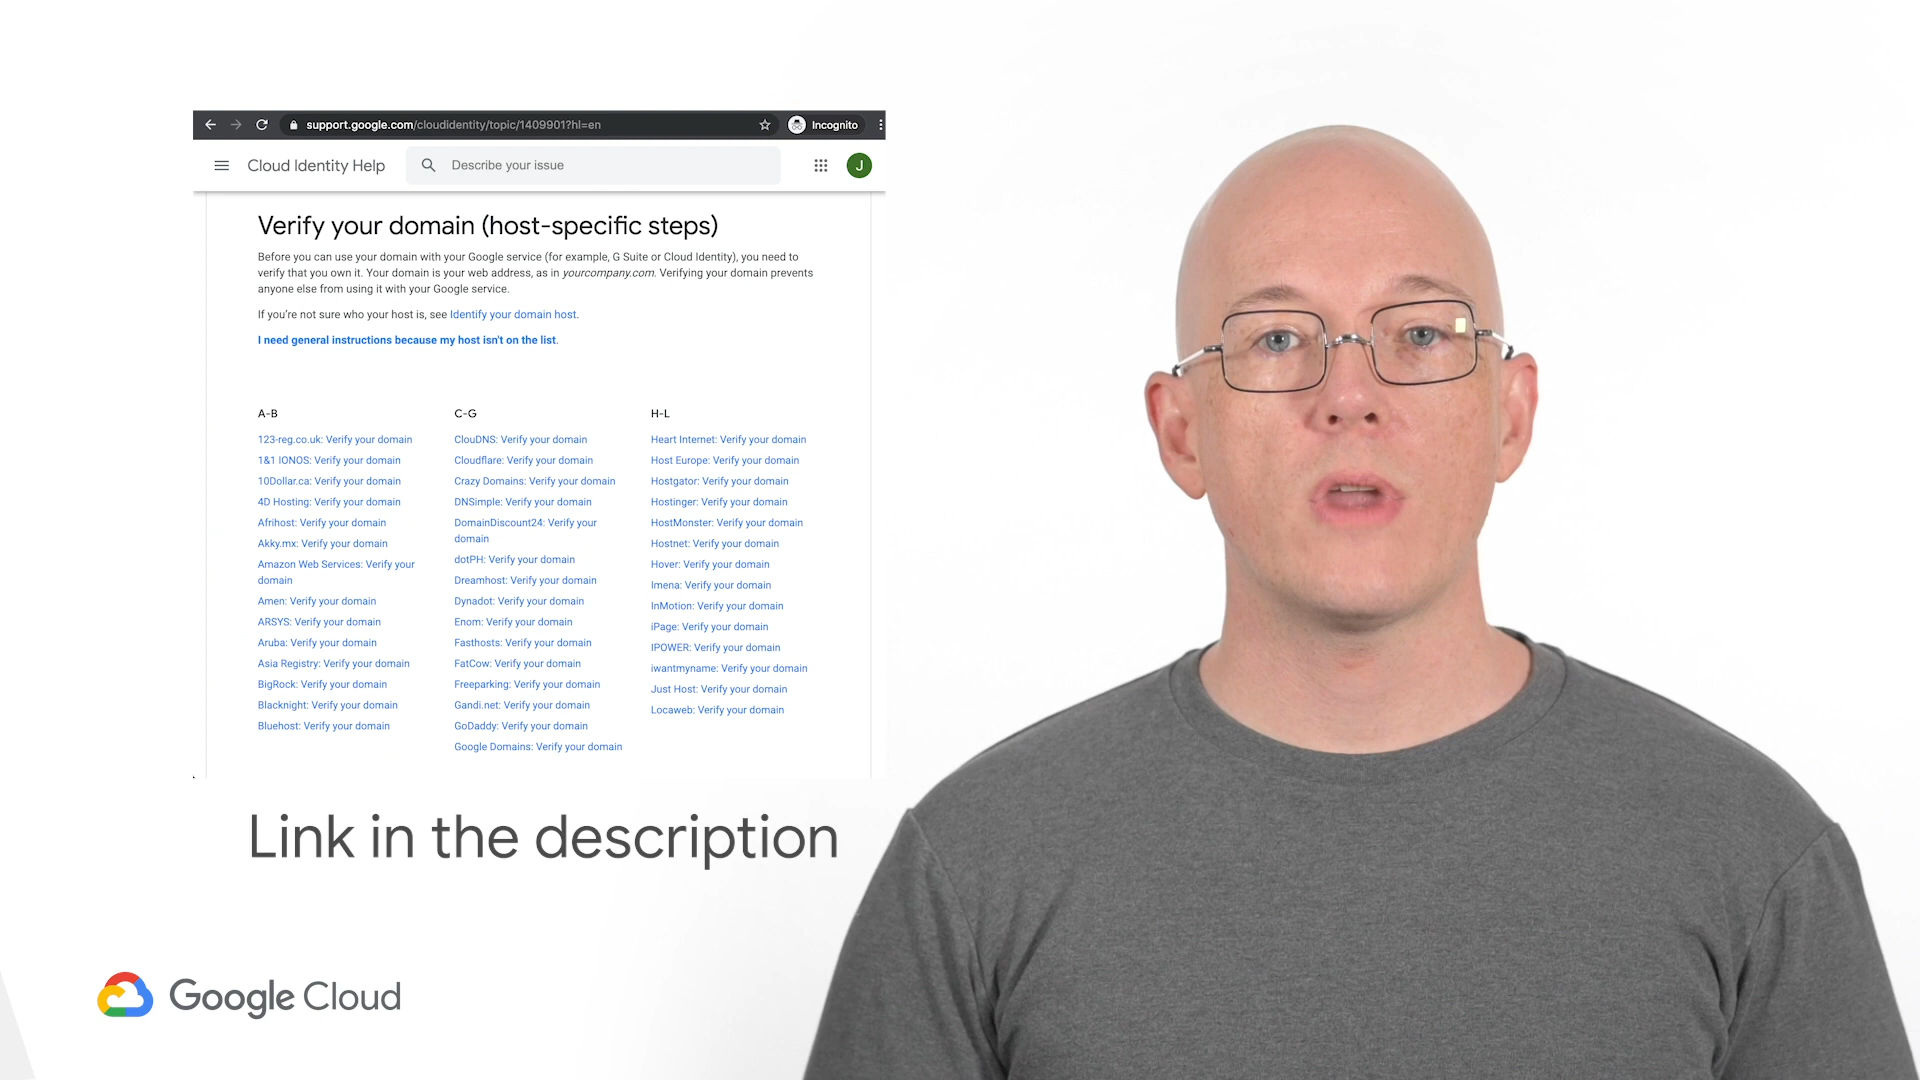 support.google.com/cloudidentity/topic/1409901?hl=en
Incognito
Cloud Identity Help
Describe your issue
J
Verify your domain (host-specific steps)
Before you can use your domain with your Google service (for example, G Suite or Cloud Identity), you need to
verify that you own it. Your domain is your web address, as in yourcompany.com. Verifying your domain prevents
anyone else from using it with your Google service.
If you're not sure who your host is, see Identify your domain host.
I need general instructions because my host isn't on the list.
A-B
123-reg.co.uk: Verify your domain
1&1 IONOS: Verify your domain
10Dollar.ca: Verify your domain
4D Hosting: Verify your domain
Afrihost: Verify your domain
Akky.mx: Verify your domain
Amazon Web Services: Verify your
domain
Amen: Verify your domain
ARSYS: Verify your domain
Aruba: Verify your domain
Asia Registry: Verify your domain
BigRock: Verify your domain
Blacknight: Verify your domain
Bluehost: Verify your domain
C-G
ClouDNS: Verify your domain
Cloudflare: Verify your domain
Crazy Domains: Verify your domain
DNSimple: Verify your domain
DomainDiscount24: Verify your
domain
dotPH: Verify your domain
Dreamhost: Verify your domain
Dynadot: Verify your domain
Enom: Verify your domain
Fasthosts: Verify your domain
FatCow: Verify your domain
Freeparking: Verify your domain
Gandi.net: Verify your domain
GoDaddy: Verify your domain
Google Domains: Verify your domain
H-L
Heart Internet: Verify your domain
Host Europe: Verify your domain
Hostgator: Verify your domain
Hostinger: Verify your domain
HostMonster: Verify your domain
Hostnet: Verify your domain
Hover: Verify your domain
Imena: Verify your domain
InMotion: Verify your domain
iPage: Verify your domain
IPOWER: Verify your domain
iwantmyname: Verify your domain
Just Host: Verify your domain
Locaweb: Verify your domain
Link in the description
Google Cloud